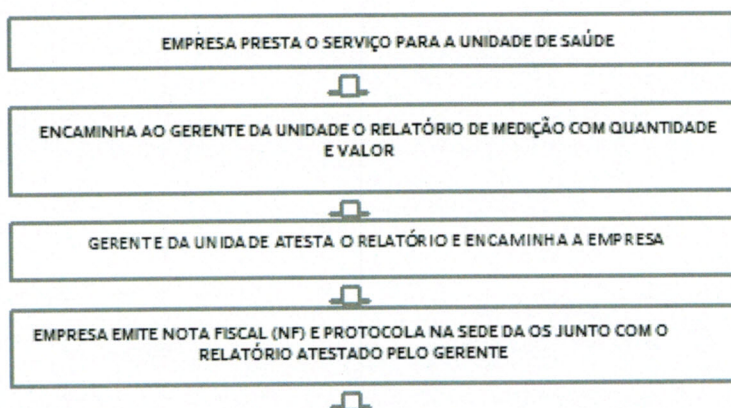 EMPRESA PRESTA O SERVIÇO PARA A UNIDADE DE SAÚDE
ENCAMINHA AO GERENTE DA UNIDADE O RELATÓRIO DE MEDIÇÃO COM QUANTIDADE
E VALOR
GERENTE DA UNIDADE ATESTA O RELATÓRIO E ENCAMINHA A EMPRESA
EMPRESA EMITE NOTA FISCAL (NF) E PROTOCOLA NA SEDE DA OS JUNTO COM O
RELATÓRIO ATESTADO PELO GERENTE